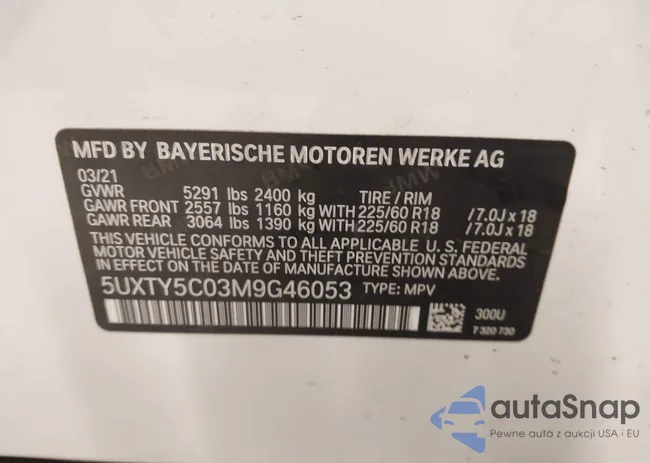 MFD BY BAYERISCHE MOTOREN WERKE AG
03/21
GVWR 5291 lbs 2400 kg TIRE / RIM
GAWR FRONT 2557 lbs 1160 kg WITH 225/60 R18 /7.0J x 18
GAWR REAR 3064 lbs 1390 kg WITH 225/60 R18 /7.0J x 18
THIS VEHICLE CONFORMS TO ALL APPLICABLE U. S. FEDERAL
MOTOR VEHICLE SAFETY AND THEFT PREVENTION STANDARDS
IN EFFECT ON THE DATE OF MANUFACTURE SHOWN ABOVE.
5UXTY5C03M9G46053 TYPE: MPV
300U
7 320 730
autaSnap
Pewne auta z aukcji USA i EU